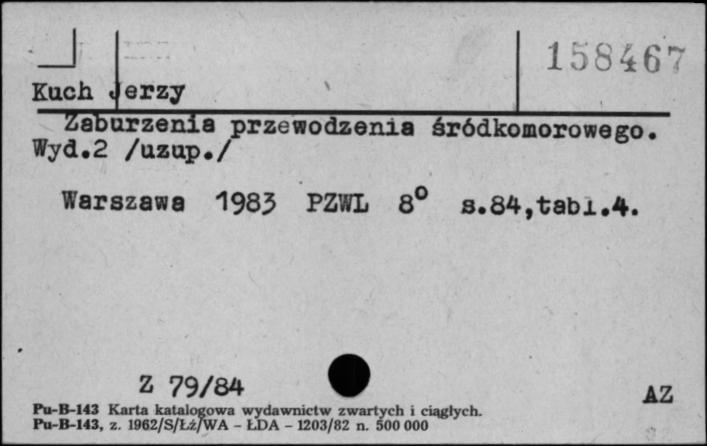 158467
Kuch Jerzy
Zaburzenia przewodzenia śródkomorowego.
Wyd.2 /uzup./
Warszawa 1983 PZWL 8° s.84,tabl.4.
Z 79/84
AZ
Pu-B-143 Karta katalogowa wydawnictw zwartych i ciągłych.
Pu-B-143, z. 1962/S/Łż/WA - ŁDA - 1203/82 n. 500 000